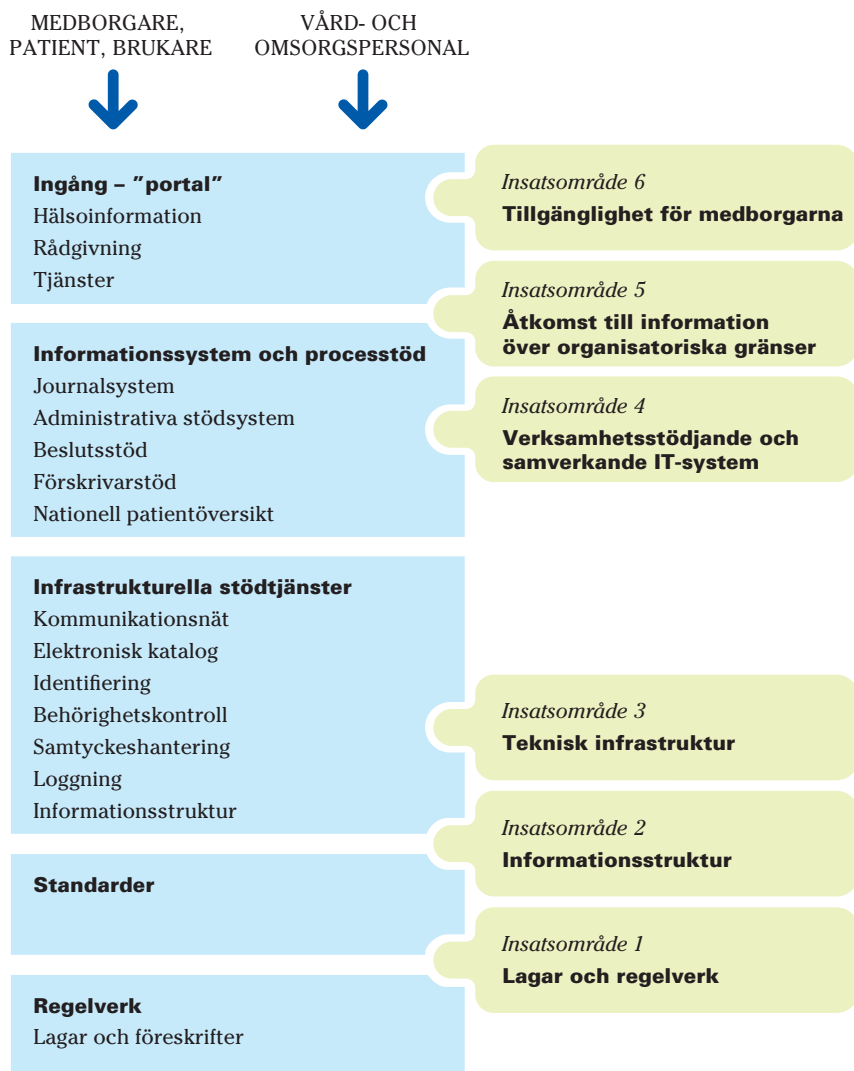 MEDBORGARE,
PATIENT, BRUKARE
VÅRD- OCH
OMSORGSPERSONAL
Ingång – ”portal”
Hälsoinformation
Rådgivning
Tjänster
Insatsområde 6
Tillgänglighet för medborgarna
Insatsområde 5
Åtkomst till information
över organisatoriska gränser
Informationssystem och processtöd
Journalsystem
Administrativa stödsystem
Beslutsstöd
Förskrivarstöd
Nationell patientöversikt
Insatsområde 4
Verksamhetsstödjande och
samverkande IT-system
Infrastrukturella stödtjänster
Kommunikationsnät
Elektronisk katalog
Identifiering
Behörighetskontroll
Samtyckeshantering
Loggning
Informationsstruktur
Insatsområde 3
Teknisk infrastruktur
Insatsområde 2
Informationsstruktur
Standarder
Insatsområde 1
Lagar och regelverk
Regelverk
Lagar och föreskrifter